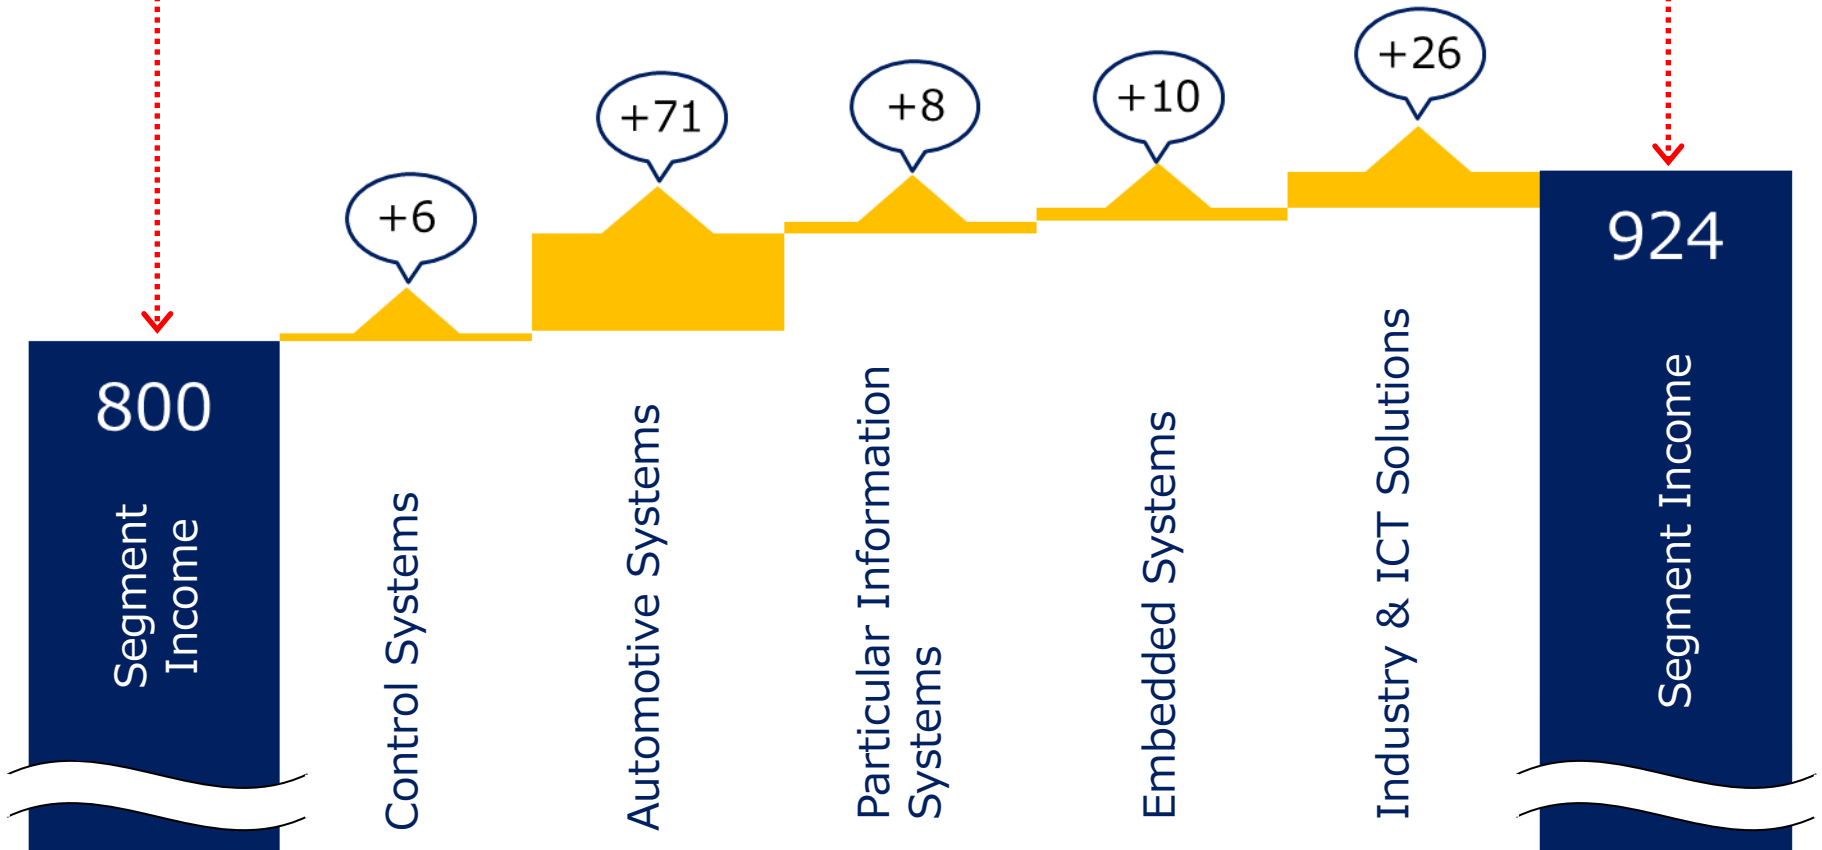 +6
+71
+8
+10
+26
800
924
Segment
Income
Control Systems
Automotive Systems
Particular Information
Systems
Embedded Systems
Industry & ICT Solutions
Segment Income